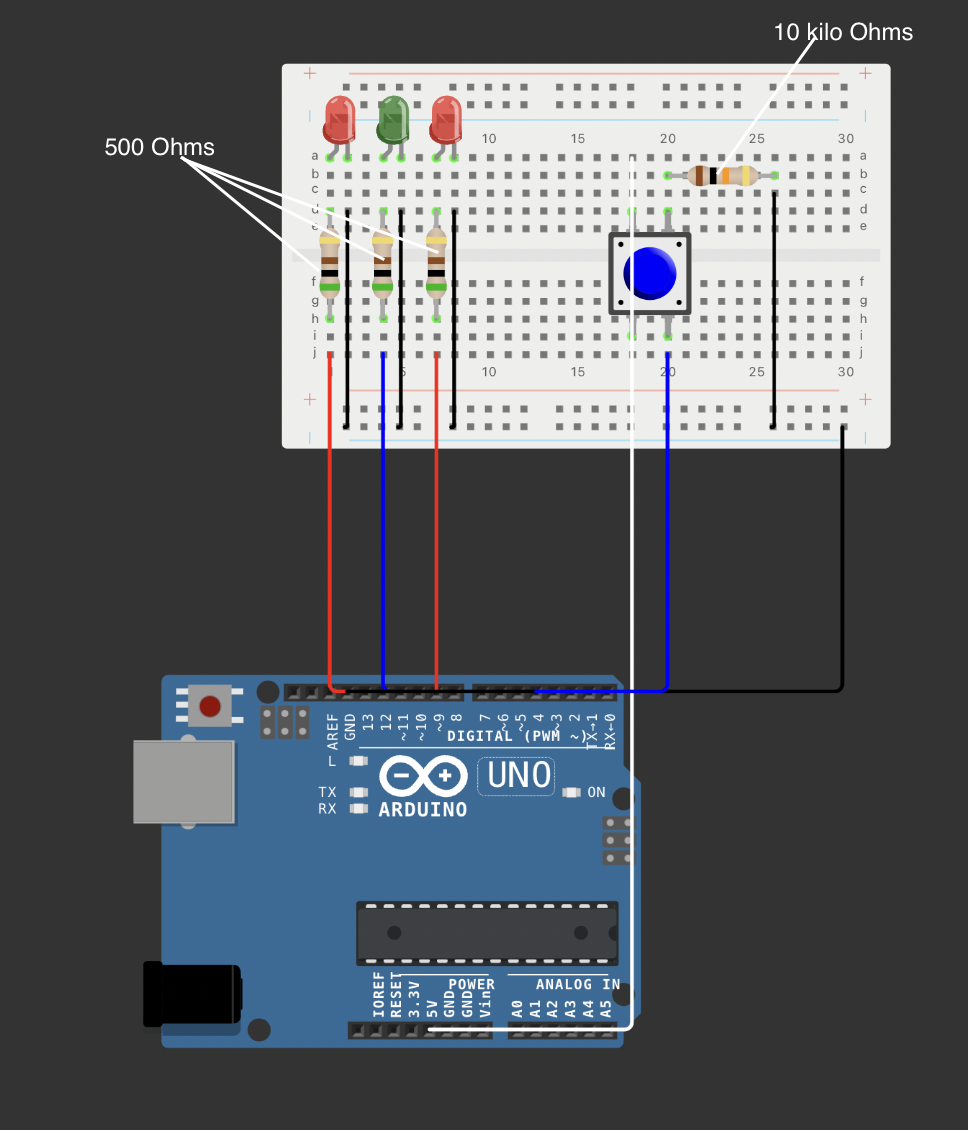 10 kilo Ohms
500 Ohms
10 15 20 25 30
a a
b b
c c
d d
e e
f f
g g
h h
i i
j j
1 5 10 15 20 25 30
AREF GND 13 12 ~11 ~10 ~9 8 7 ~6 ~5 4 ~3 2 TX→1 RX←0
DIGITAL (PWM ~)
L
TX
RX
UNO
ON
ARDUINO
POWER
ANALOG IN
IOREF RESET 3.3V 5V GND GND Vin A0 A1 A2 A3 A4 A5